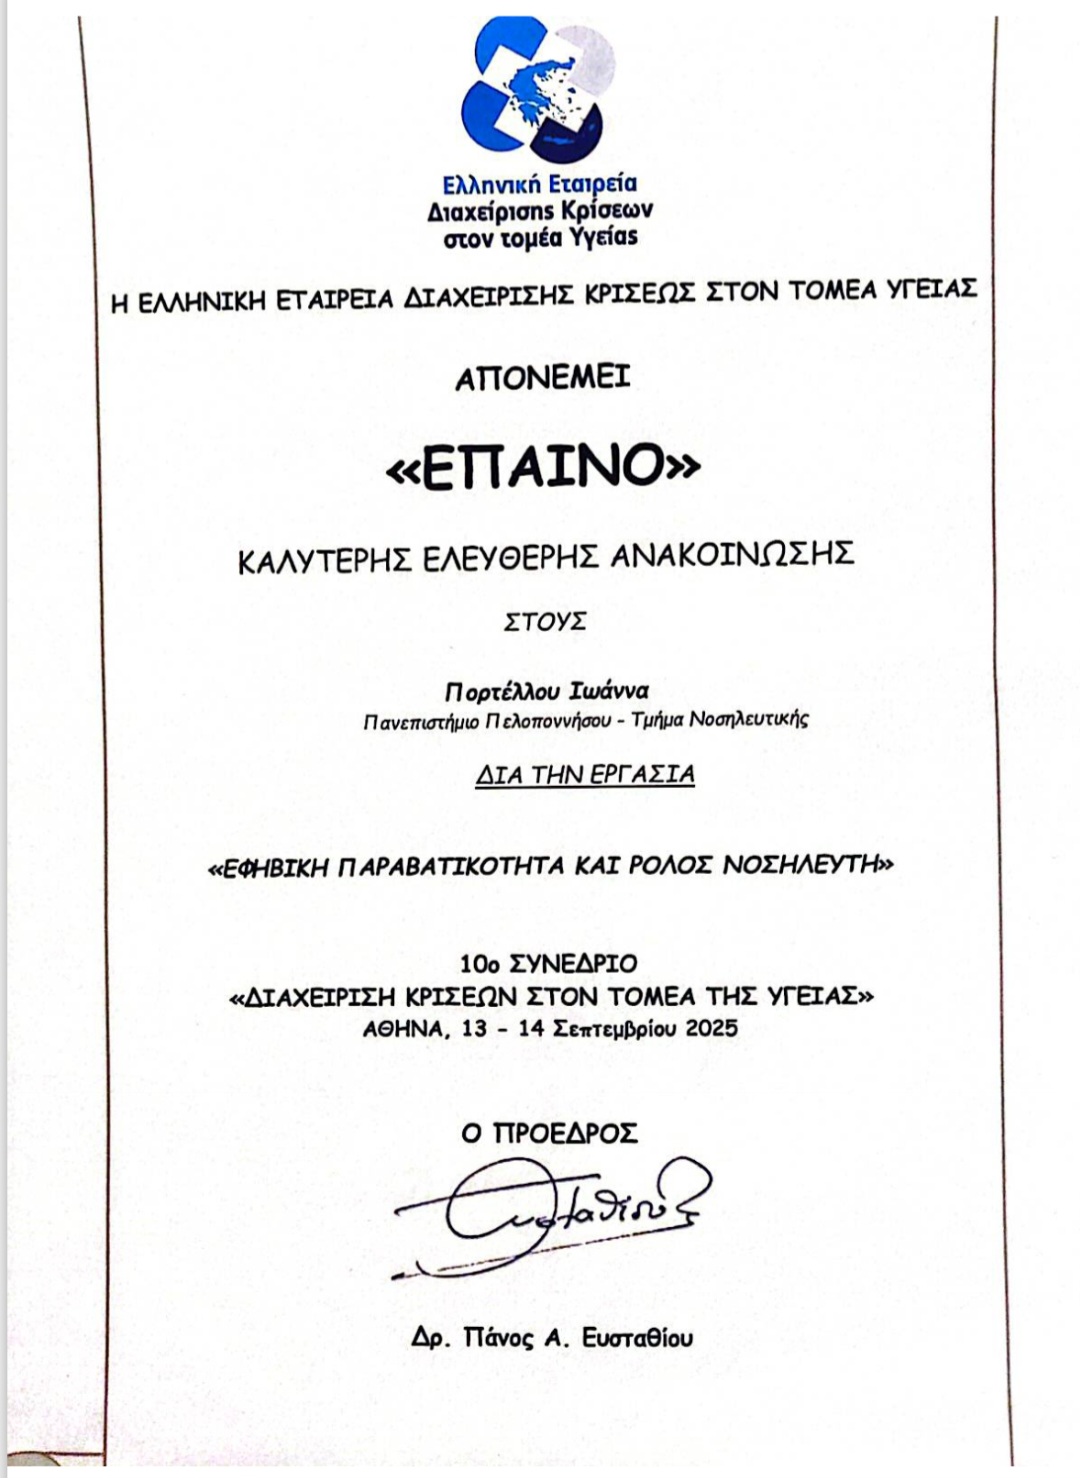 Ελληνική Εταιρεία
Διαχείρισης Κρίσεων
στον τομέα Υγείας
Η ΕΛΛΗΝΙΚΗ ΕΤΑΙΡΕΙΑ ΔΙΑΧΕΙΡΙΣΗΣ ΚΡΙΣΕΩΣ ΣΤΟΝ ΤΟΜΕΑ ΥΓΕΙΑΣ
ΑΠΟΝΕΜΕΙ
«ΕΠΑΙΝΟ»
ΚΑΛΥΤΕΡΗΣ ΕΛΕΥΘΕΡΗΣ ΑΝΑΚΟΙΝΩΣΗΣ
ΣΤΟΥΣ
Πορτέλλου Ιωάννα
Πανεπιστήμιο Πελοποννήσου - Τμήμα Νοσηλευτικής
ΔΙΑ ΤΗΝ ΕΡΓΑΣΙΑ
«ΕΦΗΒΙΚΗ ΠΑΡΑΒΑΤΙΚΟΤΗΤΑ ΚΑΙ ΡΟΛΟΣ ΝΟΣΗΛΕΥΤΗ»
10ο ΣΥΝΕΔΡΙΟ
«ΔΙΑΧΕΙΡΙΣΗ ΚΡΙΣΕΩΝ ΣΤΟΝ ΤΟΜΕΑ ΤΗΣ ΥΓΕΙΑΣ»
ΑΘΗΝΑ, 13 - 14 Σεπτεμβρίου 2025
Ο ΠΡΟΕΔΡΟΣ
Δρ. Πάνος Α. Ευσταθίου